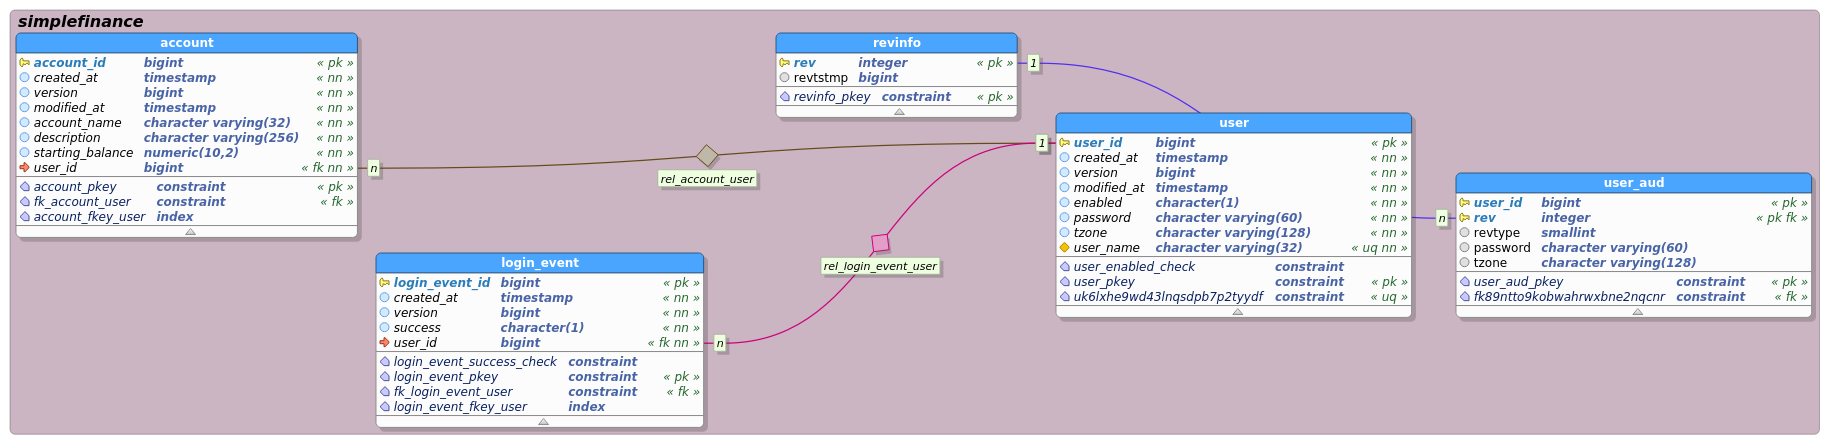 simplefinance
account
account_id bigint « pk »
created_at timestamp « nn »
version bigint « nn »
modified_at timestamp « nn »
account_name character varying(32) « nn »
description character varying(256) « nn »
starting_balance numeric(10,2) « nn »
user_id bigint « fk nn »
account_pkey constraint « pk »
fk_account_user constraint « fk »
account_fkey_user index
n
rel_account_user
login_event
login_event_id bigint « pk »
created_at timestamp « nn »
version bigint « nn »
success character(1) « nn »
user_id bigint « fk nn »
login_event_success_check constraint
login_event_pkey constraint « pk »
fk_login_event_user constraint « fk »
login_event_fkey_user index
n
rel_login_event_user
revinfo
rev integer « pk »
revtstmp bigint
revinfo_pkey constraint « pk »
1
1
user
user_id bigint « pk »
created_at timestamp « nn »
version bigint « nn »
modified_at timestamp « nn »
enabled character(1) « nn »
password character varying(60) « nn »
tzone character varying(128) « nn »
user_name character varying(32) « uq nn »
user_enabled_check constraint
user_pkey constraint « pk »
uk6lxhe9wd43lnqsdpb7p2tyydf constraint « uq »
n
user_aud
user_id bigint « pk »
rev integer « pk fk »
revtype smallint
password character varying(60)
tzone character varying(128)
user_aud_pkey constraint « pk »
fk89ntto9kobwahrwxbne2nqcnr constraint « fk »